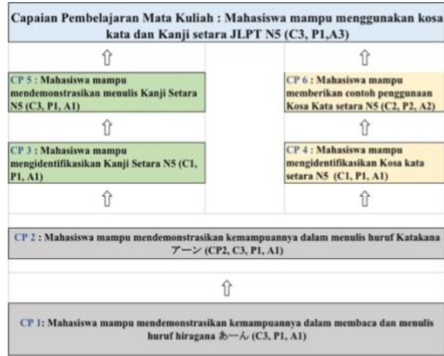 Capaian Pembelajaran Mata Kuliah : Mahasiswa mampu menggunakan kosa
kata dan Kanji setara JLPT N5 (C3, P1,A3)
CP 5 : Mahasiswa mampu
mendemonstrasikan menulis Kanji Setara
N5 (C3, P1, A1)
CP 6 : Mahasiswa mampu
memberikan contoh penggunaan
Kosa Kata setara N5 (C2, P2, A2)
CP 3 : Mahasiswa mampu
mengidentifikasikan Kanji Setara N5 (C1,
P1, A1)
CP 4 : Mahasiswa mampu
mengidentifikasikan Kosa kata
setara N5 (C1, P1, A1)
CP 2 : Mahasiswa mampu mendemonstrasikan kemampuannya dalam menulis huruf Katakana
アーン (CP2, C3, P1, A1)
CP 1: Mahasiswa mampu mendemonstrasikan kemampuannya dalam membaca dan menulis
huruf hiragana あーん (C3, P1, A1)